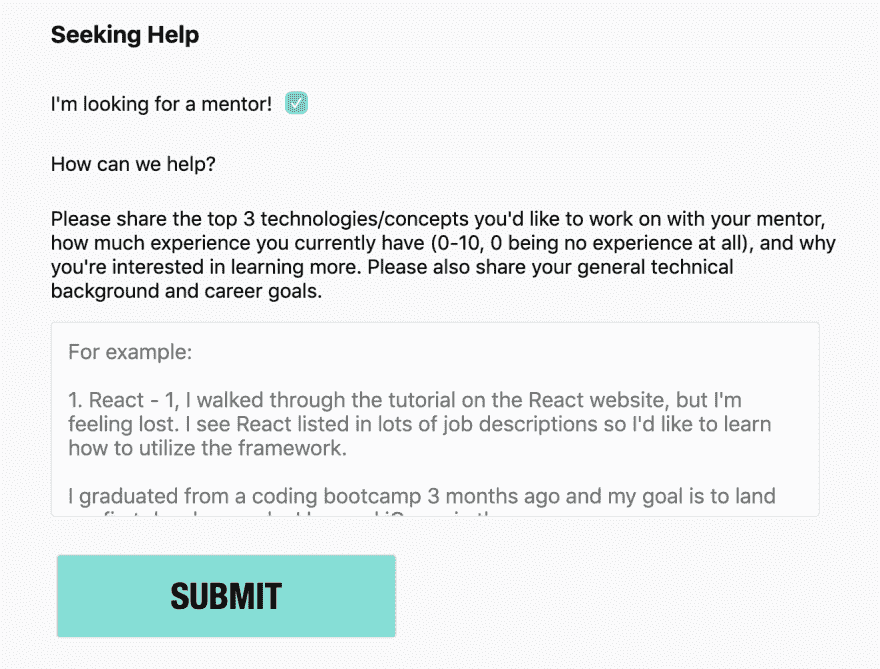 Seeking Help
I'm looking for a mentor!
How can we help?
Please share the top 3 technologies/concepts you'd like to work on with your mentor,
how much experience you currently have (0-10, 0 being no experience at all), and why
you're interested in learning more. Please also share your general technical
background and career goals.
For example:
1. React - 1, I walked through the tutorial on the React website, but I'm
feeling lost. I see React listed in lots of job descriptions so I'd like to learn
how to utilize the framework.
I graduated from a coding bootcamp 3 months ago and my goal is to land
SUBMIT